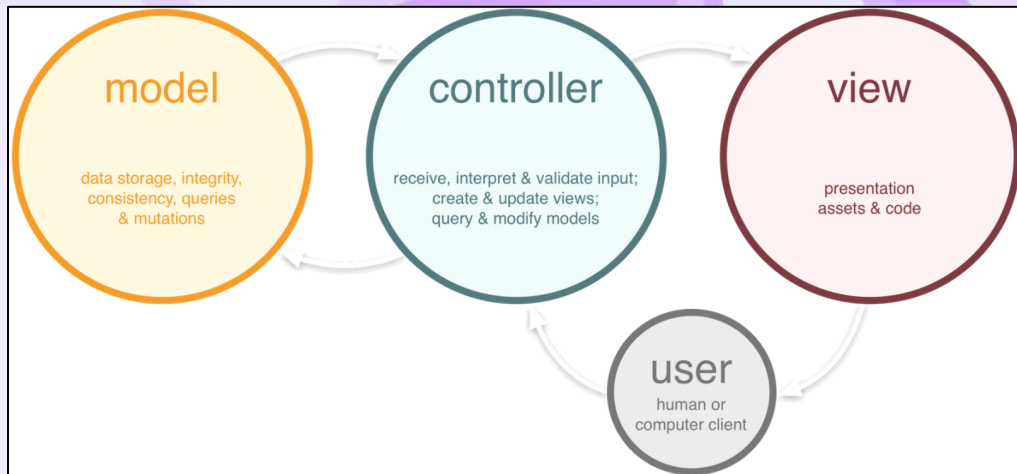 model
data storage, integrity,
consistency, queries
& mutations
controller
receive, interpret & validate input;
create & update views;
query & modify models
view
presentation
assets & code
user
human or
computer client